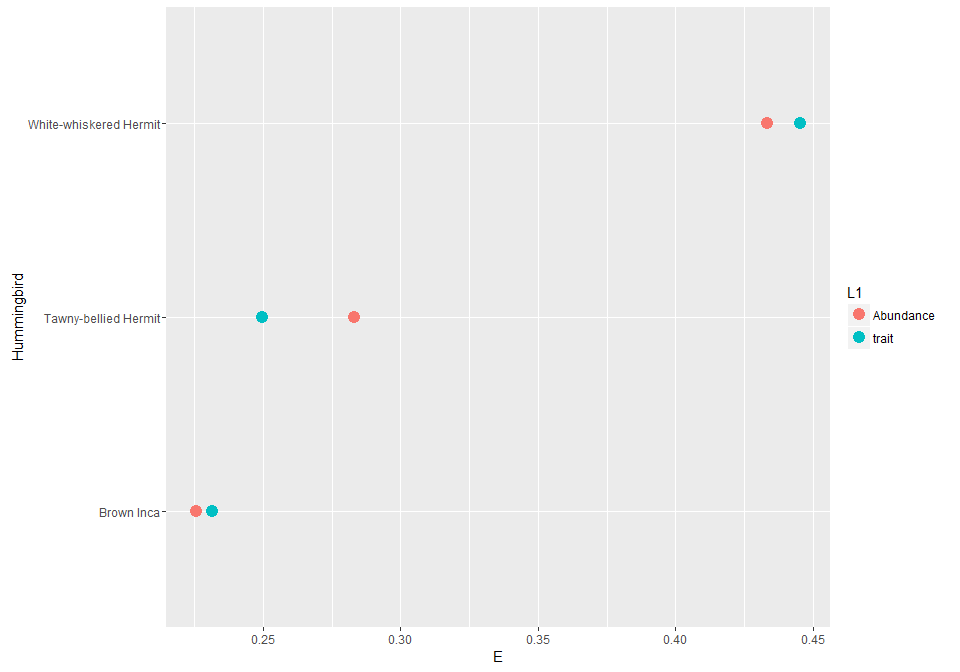 White-whiskered Hermit
Tawny-bellied Hermit
Brown Inca
Hummingbird
0.25 0.30 0.35 0.40 0.45
E
L1
Abundance
trait